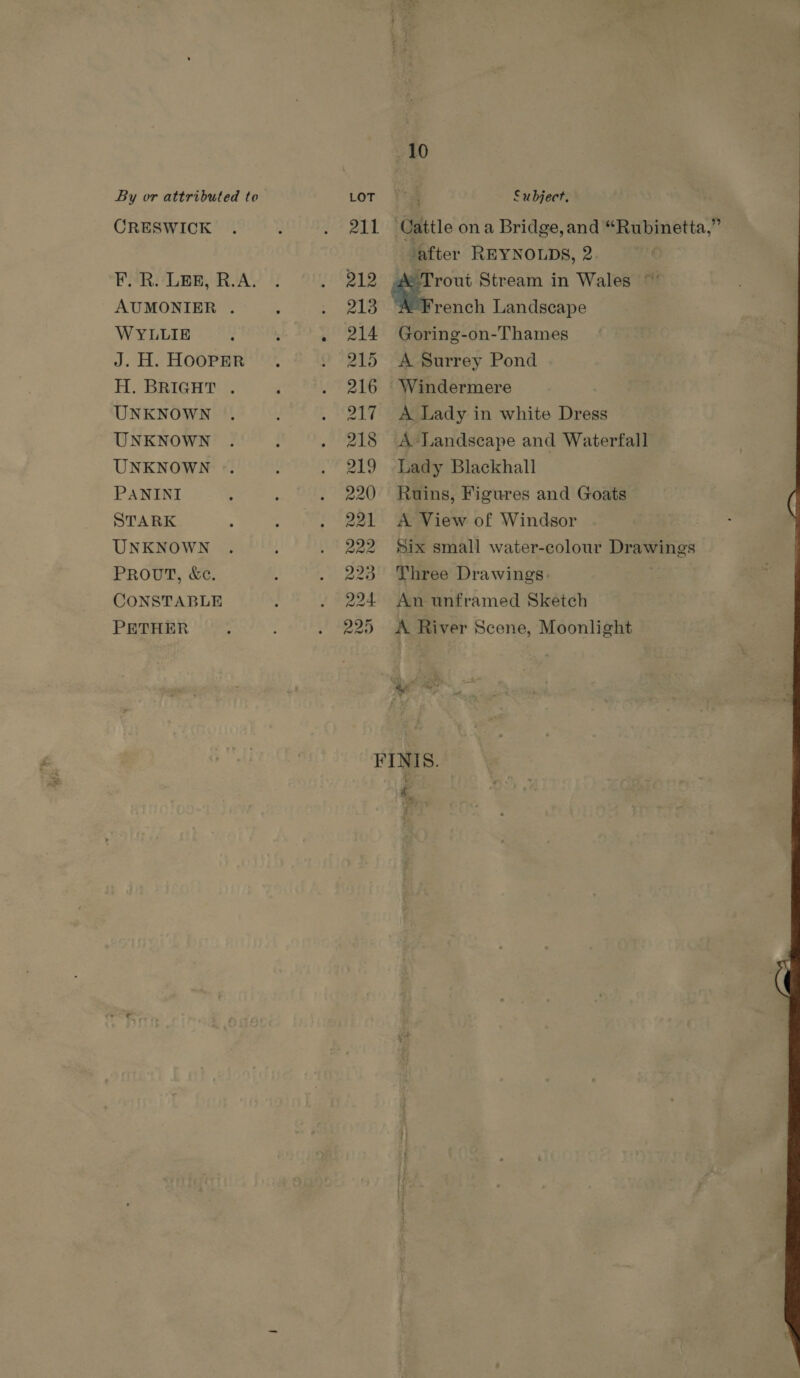 10
By or attributed to LOT Subject.
CRESWICK . . . 211 Cattle on a Bridge, and “Rubinetta,”
after REYNOLDS, 2
F. R. LEE, R.A. . . 212 A Trout Stream in Wales
AUMONIER . . . 213 A French Landscape
WYLLIE . . . 214 Goring-on-Thames
J. H. HOOPER . . 215 A Surrey Pond
H. BRIGHT . . . 216 Windermere
UNKNOWN . . . 217 A Lady in white Dress
UNKNOWN . . . 218 A Landscape and Waterfall
UNKNOWN . . . 219 Lady Blackhall
PANINI . . . 220 Ruins, Figures and Goats
STARK . . . 221 A View of Windsor
UNKNOWN . . . 222 Six small water-colour Drawings
PROUT, &c. . . 223 Three Drawings
CONSTABLE . . 224 An unframed Sketch
PETHER . . . 225 A River Scene, Moonlight
FINIS.